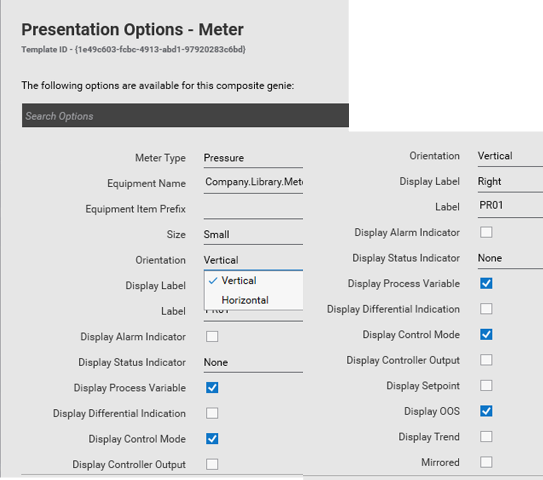 Presentation Options - Meter
Template ID - {1e49c603-fcbc-4913-abd1-97920283c6bd}
The following options are available for this composite genie:
Search Options
Meter Type Pressure
Equipment Name Company.Library.Mete
Equipment Item Prefix
Size Small
Orientation Vertical
Display Label
Vertical
Horizontal
Label PR01
Display Alarm Indicator
Display Status Indicator None
Display Process Variable
Display Differential Indication
Display Control Mode
Display Controller Output
Orientation Vertical
Display Label Right
Label PR01
Display Alarm Indicator
Display Status Indicator None
Display Process Variable
Display Differential Indication
Display Control Mode
Display Controller Output
Display Setpoint
Display OOS
Display Trend
Mirrored